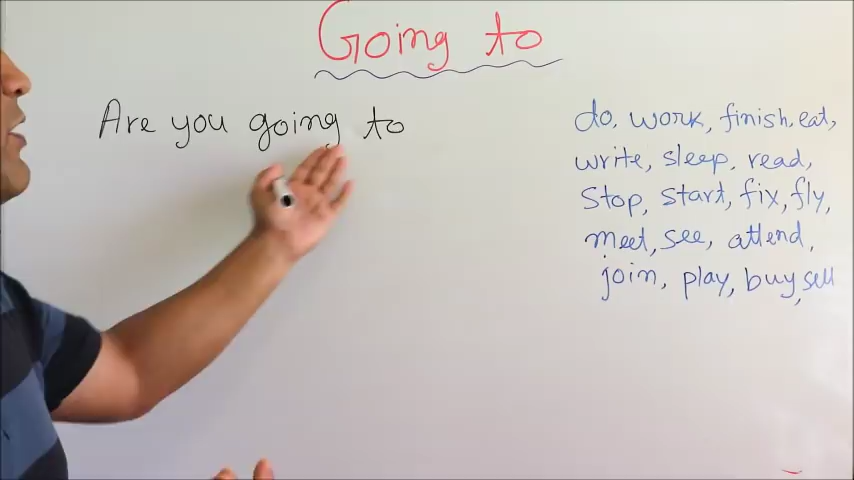 Going to
Are you going to
do, work, finish, eat,
write, sleep, read,
stop, start, fix, fly,
meet, see, attend,
join, play, buy, sell